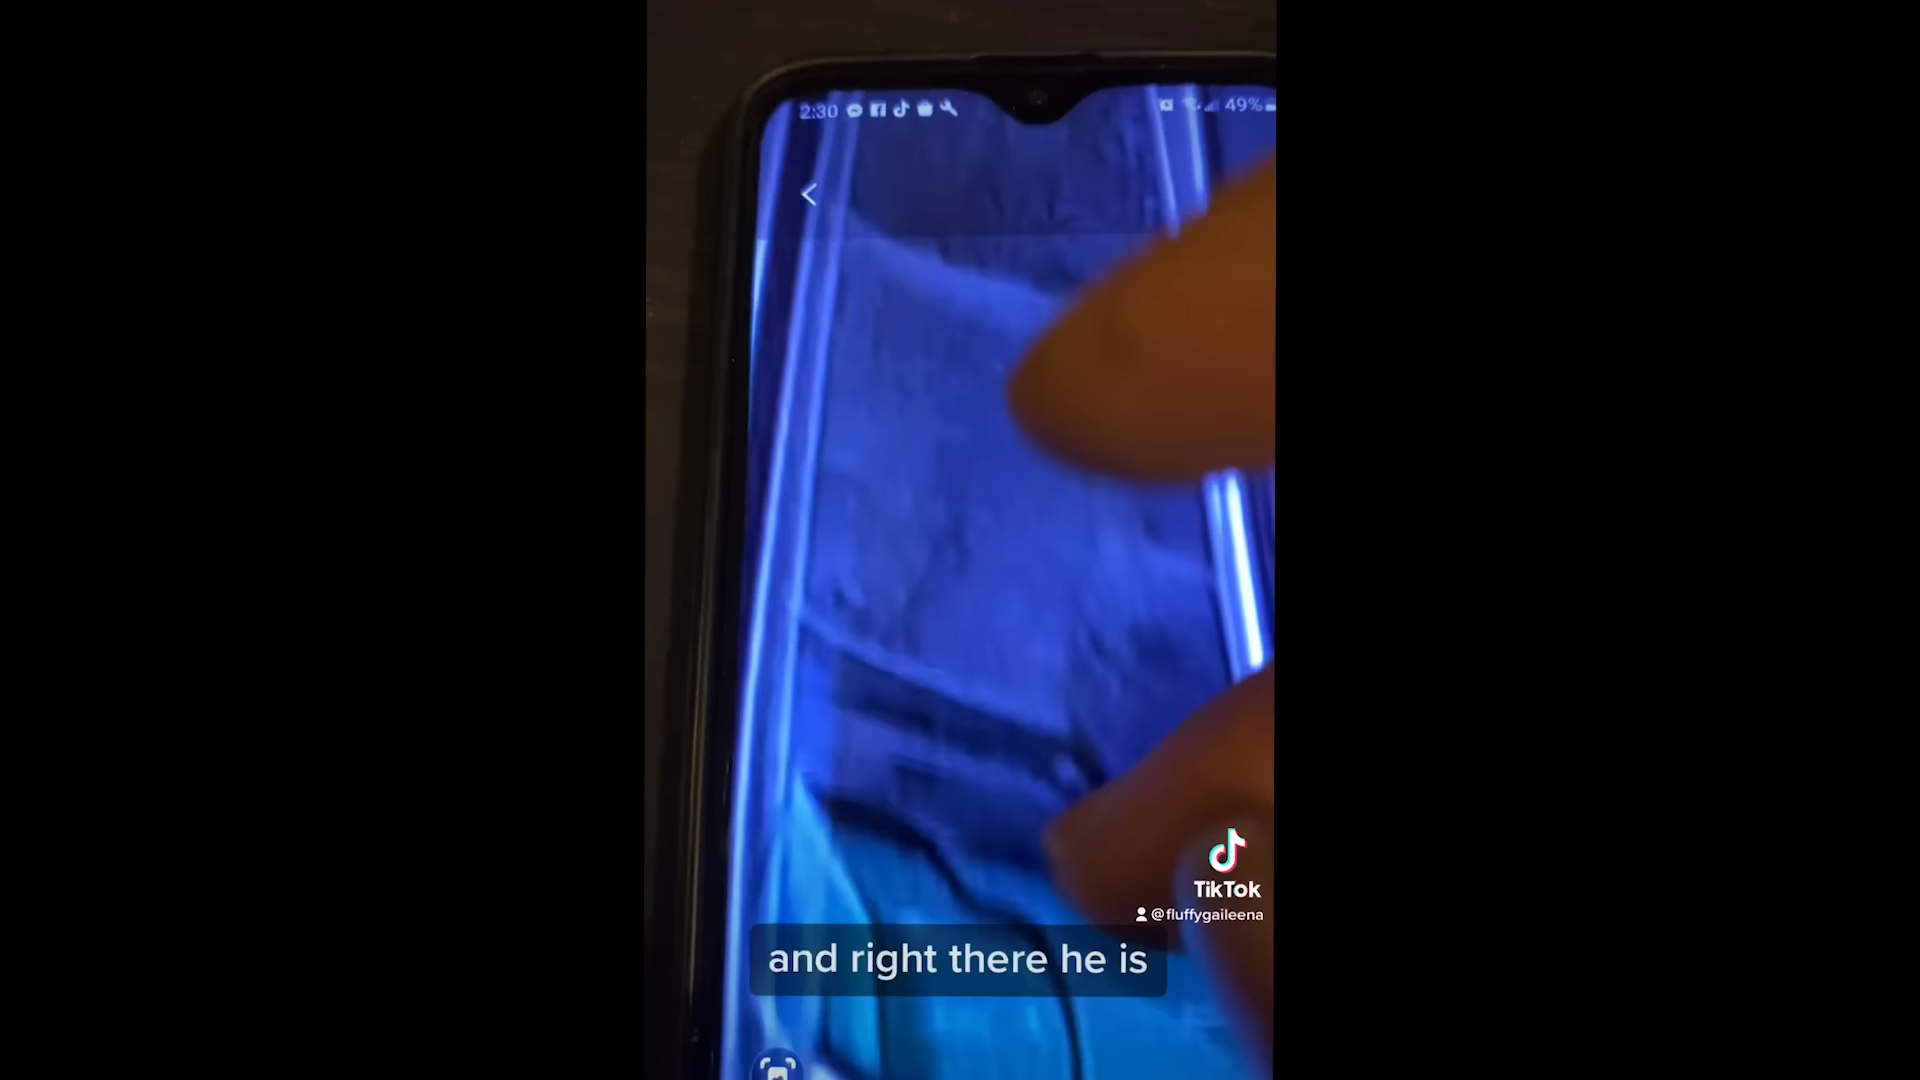 2:30
49%
TikTok
@fluffygaileena
and right there he is